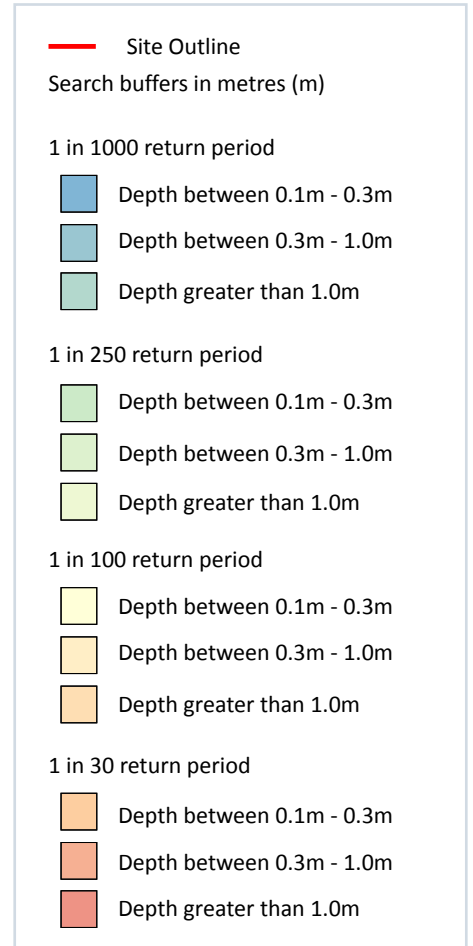 Site Outline
Search buffers in metres (m)
1 in 1000 return period
Depth between 0.1m - 0.3m
Depth between 0.3m - 1.0m
Depth greater than 1.0m
1 in 250 return period
Depth between 0.1m - 0.3m
Depth between 0.3m - 1.0m
Depth greater than 1.0m
1 in 100 return period
Depth between 0.1m - 0.3m
Depth between 0.3m - 1.0m
Depth greater than 1.0m
1 in 30 return period
Depth between 0.1m - 0.3m
Depth between 0.3m - 1.0m
Depth greater than 1.0m